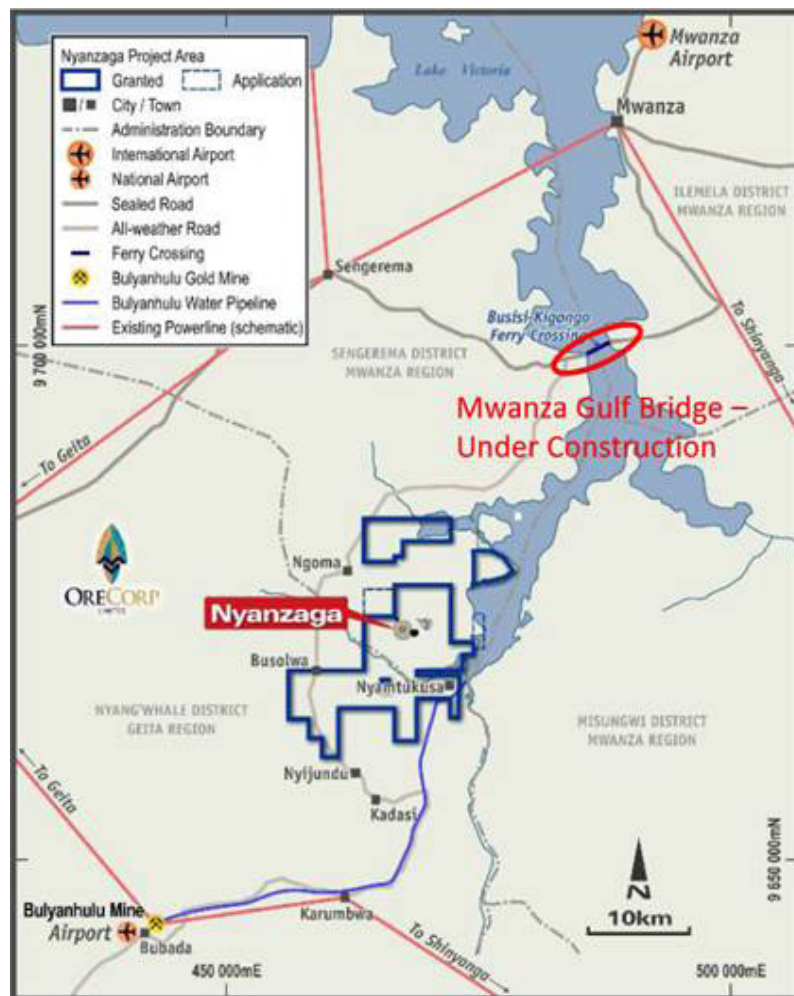 Nyanzaga Project Area
Granted
Application
City / Town
Administration Boundary
International Airport
National Airport
Sealed Road
All-weather Road
Ferry Crossing
Bulyanhulu Gold Mine
Bulyanhulu Water Pipeline
Existing Powerline (schematic)
Lake Victoria
Mwanza
Airport
Mwanza
ILEMELA DISTRICT
MWANZA REGION
Sengerema
To Shinyanga
Busisi-Kigongo
Ferry Crossing
9 700 000mN
SENGEREMA DISTRICT
MWANZA REGION
Mwanza Gulf Bridge –
Under Construction
To Geita
Ngoma
ORECORP
LIMITED
Nyanzaga
Busolwa
Nyamtukusa
NYANG'WHALE DISTRICT
GEITA REGION
MISUNGWI DISTRICT
MWANZA REGION
To Geita
Nyijundu
Kadasi
9 650 000mN
N
10km
Bulyanhulu Mine
Airport
Bubada
Karumbwa
To Shinyanga
450 000mE
500 000mE